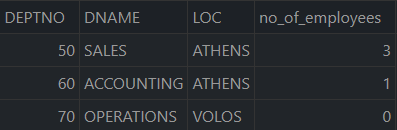 DEPTNO DNAME LOC no_of_employees
50 SALES ATHENS 3
60 ACCOUNTING ATHENS 1
70 OPERATIONS VOLOS 0